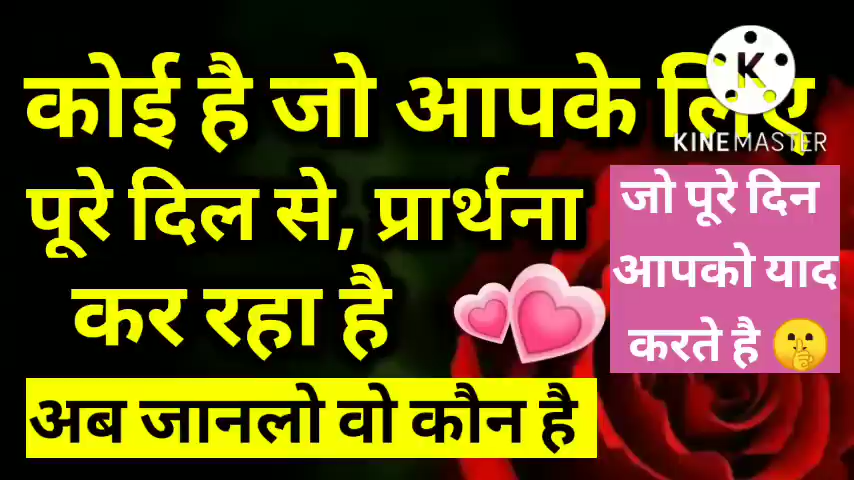 कोई है जो आपके लिए
पूरे दिल से, प्रार्थना
कर रहा है
अब जानलो वो कौन है
जो पूरे दिन
आपको याद
करते है
K
KINEMASTER